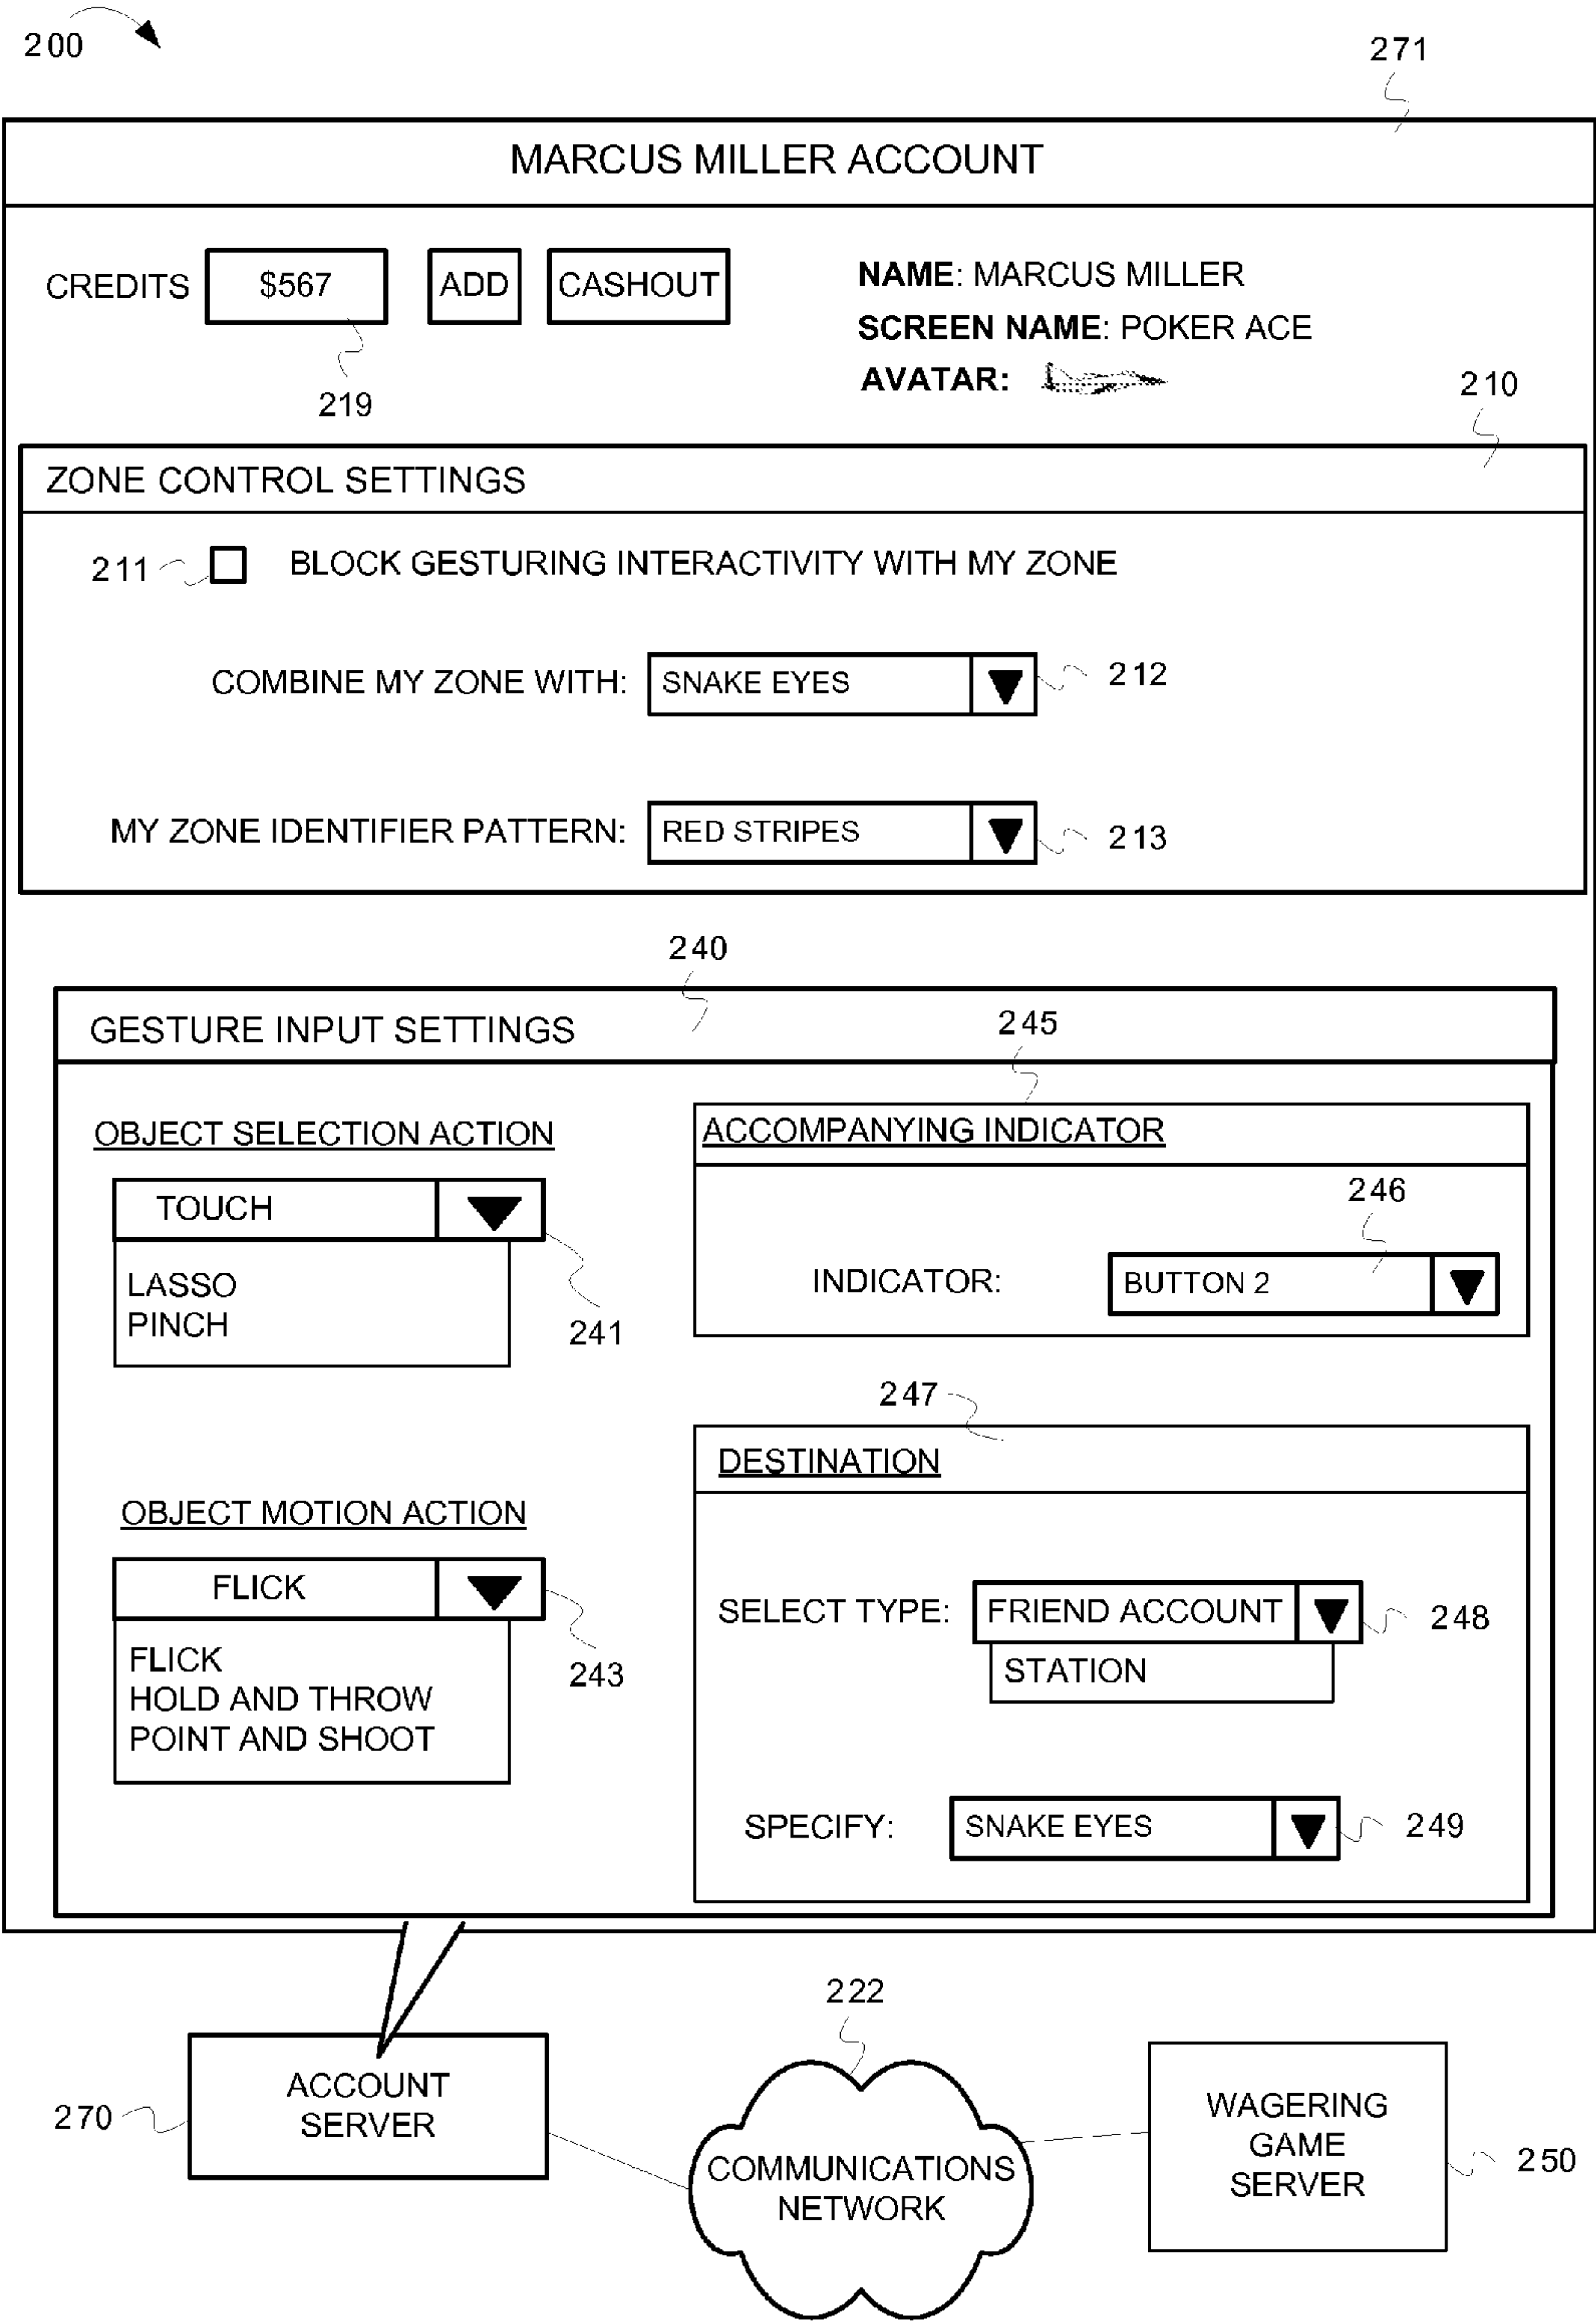 200
271
MARCUS MILLER ACCOUNT
CREDITS $567 ADD CASHOUT
219
NAME: MARCUS MILLER
SCREEN NAME: POKER ACE
AVATAR:
210
ZONE CONTROL SETTINGS
211 BLOCK GESTURING INTERACTIVITY WITH MY ZONE
COMBINE MY ZONE WITH: SNAKE EYES 212
MY ZONE IDENTIFIER PATTERN: RED STRIPES 213
240
GESTURE INPUT SETTINGS
OBJECT SELECTION ACTION
TOUCH
LASSO
PINCH
241
245
ACCOMPANYING INDICATOR
246
INDICATOR: BUTTON 2
OBJECT MOTION ACTION
FLICK
FLICK
HOLD AND THROW
POINT AND SHOOT
243
247
DESTINATION
SELECT TYPE: FRIEND ACCOUNT 248
STATION
SPECIFY: SNAKE EYES 249
222
270
ACCOUNT
SERVER
COMMUNICATIONS
NETWORK
WAGERING
GAME
SERVER
250